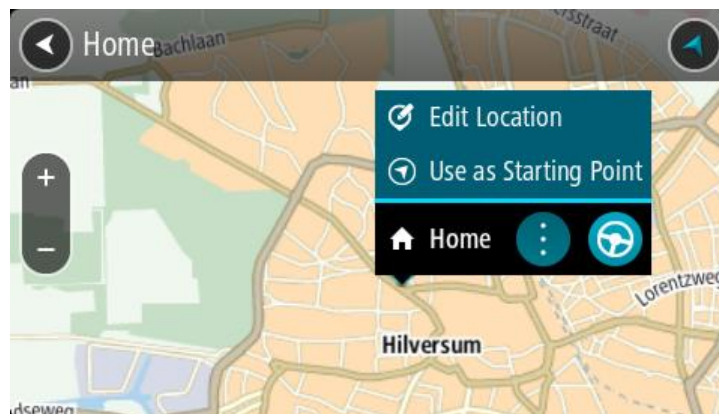 Home
Bachlaan
Edit Location
Use as Starting Point
Home
Lorentzweg
Hilversum